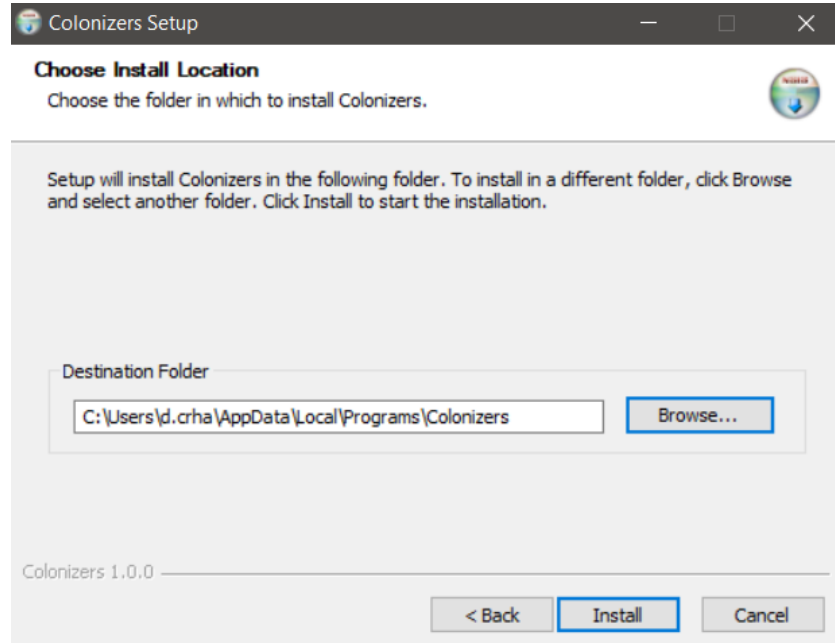 Colonizers Setup
Choose Install Location
Choose the folder in which to install Colonizers.
Setup will install Colonizers in the following folder. To install in a different folder, click Browse
and select another folder. Click Install to start the installation.
Destination Folder
C:\Users\d.crha\AppData\Local\Programs\Colonizers
Browse...
Colonizers 1.0.0
< Back
Install
Cancel